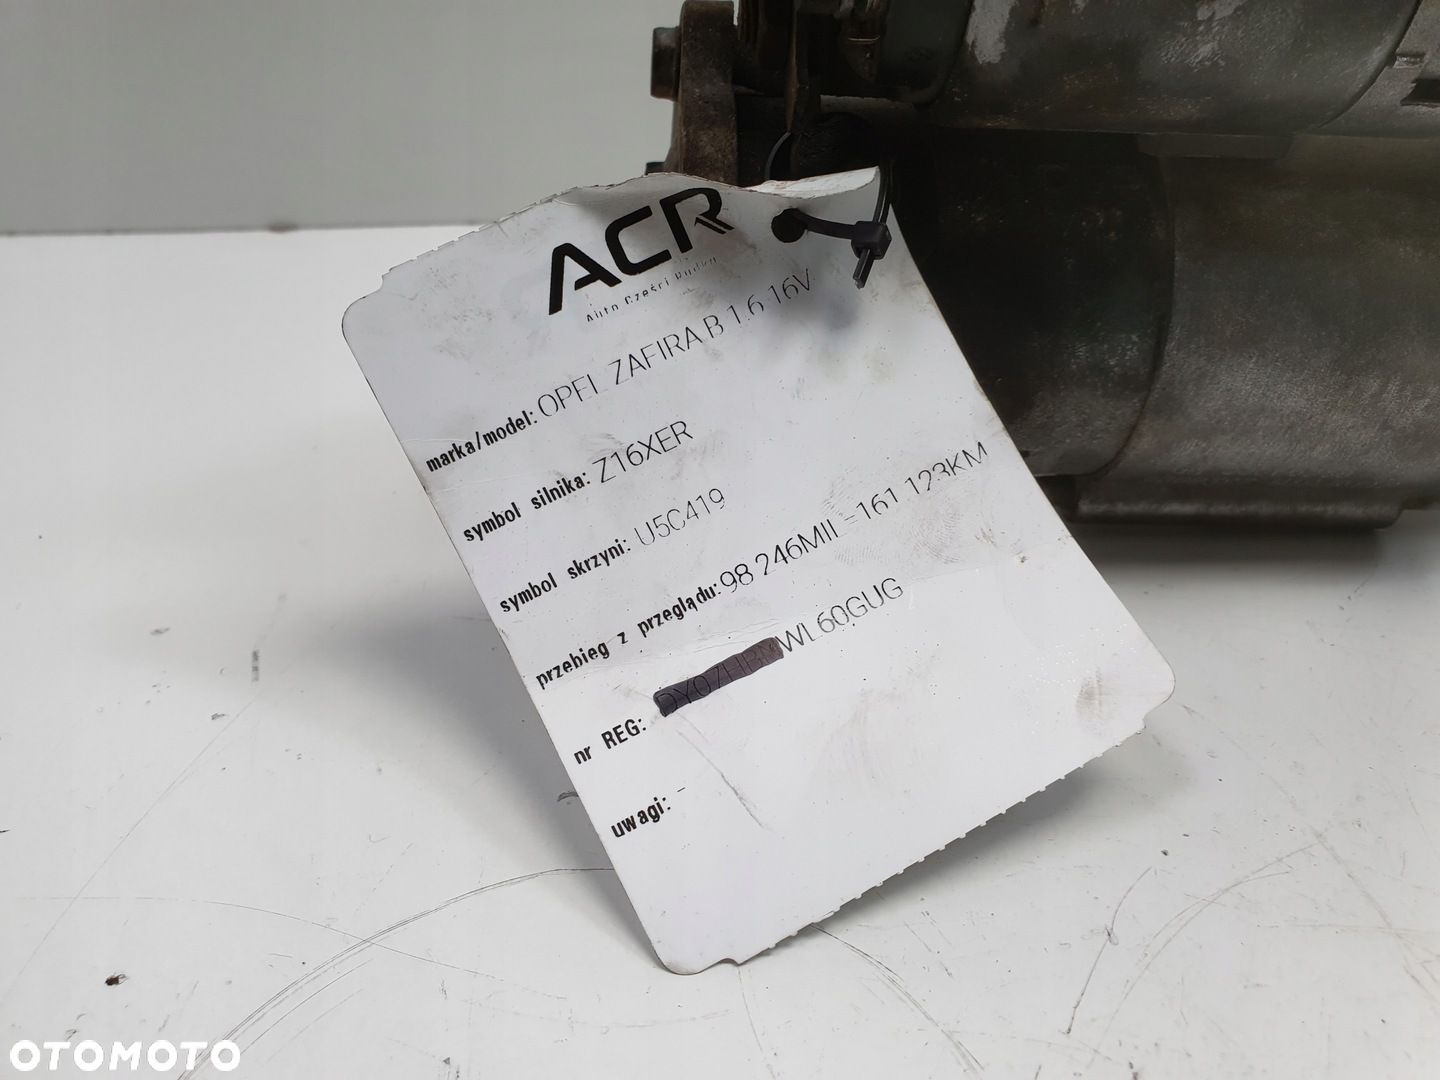 ACR
Auto Części Rudka
marka/model: OPEL ZAFIRA B 1.6 16V
symbol silnika: Z16XER
symbol skrzyni: U5C419
przebieg z przeglądu: 98 246MIL=161 123KM
nr REG: WL60GUG
uwagi: -
OTOMOTO